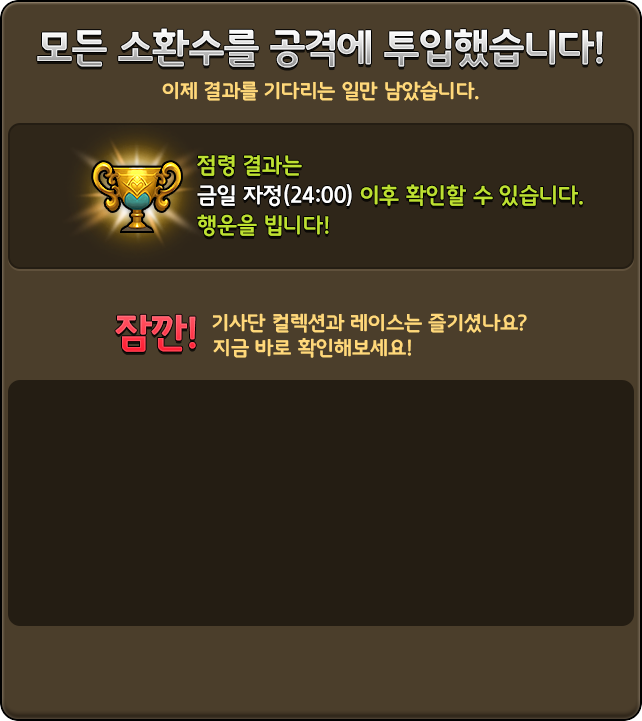 모든 소환수를 공격에 투입했습니다!
이제 결과를 기다리는 일만 남았습니다.
점령 결과는
금일 자정(24:00) 이후 확인할 수 있습니다.
행운을 빕니다!
잠깐!
기사단 컬렉션과 레이스는 즐기셨나요?
지금 바로 확인해보세요!